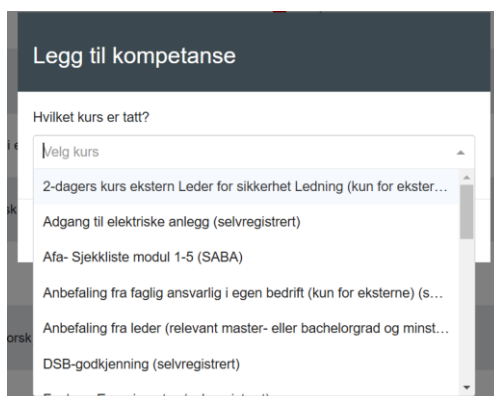 Legg til kompetanse
Hvilket kurs er tatt?
Velg kurs
2-dagers kurs ekstern Leder for sikkerhet Ledning (kun for ekster...
Adgang til elektriske anlegg (selvregistrert)
Afa- Sjekkliste modul 1-5 (SABA)
Anbefaling fra faglig ansvarlig i egen bedrift (kun for eksterne) (s...
Anbefaling fra leder (relevant master- eller bachelorgrad og minst...
orsk
DSB-godkjenning (selvregistrert)